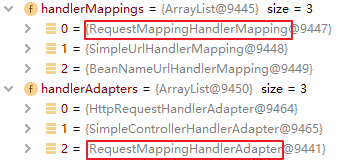 handlerMappings = {ArrayList@9445} size = 3
0 = {RequestMappingHandlerMapping@9447}
1 = {SimpleUrlHandlerMapping@9448}
2 = {BeanNameUrlHandlerMapping@9449}
handlerAdapters = {ArrayList@9450} size = 3
0 = {HttpRequestHandlerAdapter@9464}
1 = {SimpleControllerHandlerAdapter@9465}
2 = {RequestMappingHandlerAdapter@9441}